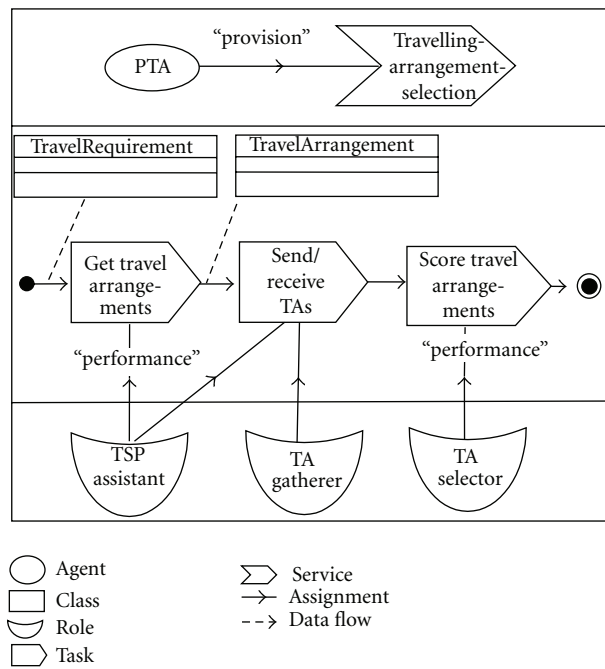 “provision”
PTA
Travelling-
arrangement-
selection
TravelRequirement
TravelArrangement
Get travel
arrange-
ments
Send/
receive
TAs
Score travel
arrange-
ments
“performance”
“performance”
TSP
assistant
TA
gatherer
TA
selector
Agent
Class
Role
Task
Service
Assignment
Data flow